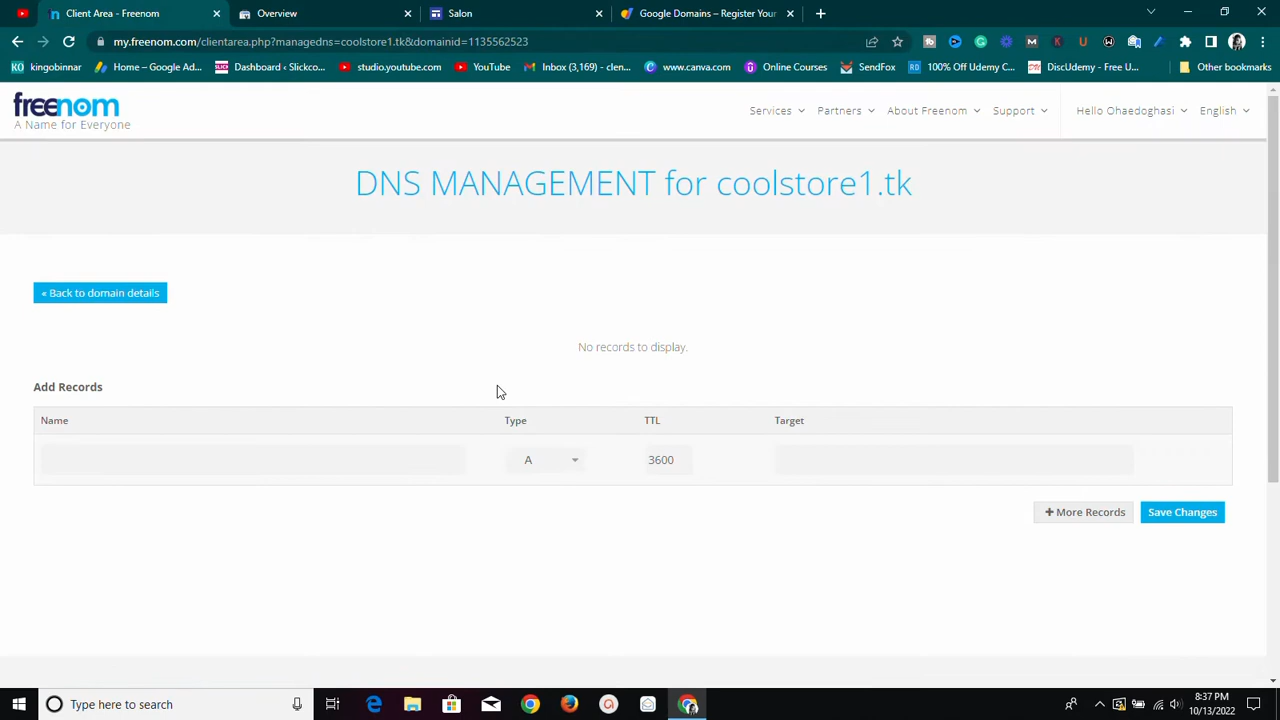 Client Area - Freenom
Overview
Salon
Google Domains – Register Your
my.freenom.com/clientarea.php?managedns=coolstore1.tk&domainid=1135562523
KO kingobinnar
Home – Google Ad...
SLICK Dashboard ‹ Slickco...
studio.youtube.com
YouTube
Inbox (3,169) - clen...
www.canva.com
Online Courses
SendFox
RD 100% Off Udemy C...
DiscUdemy - Free U...
Other bookmarks
freenom
A Name for Everyone
Services
Partners
About Freenom
Support
Hello Ohaedoghasi
English
DNS MANAGEMENT for coolstore1.tk
« Back to domain details
No records to display.
Add Records
Name Type TTL Target
A 3600
+ More Records
Save Changes
Type here to search
8:37 PM
10/13/2022